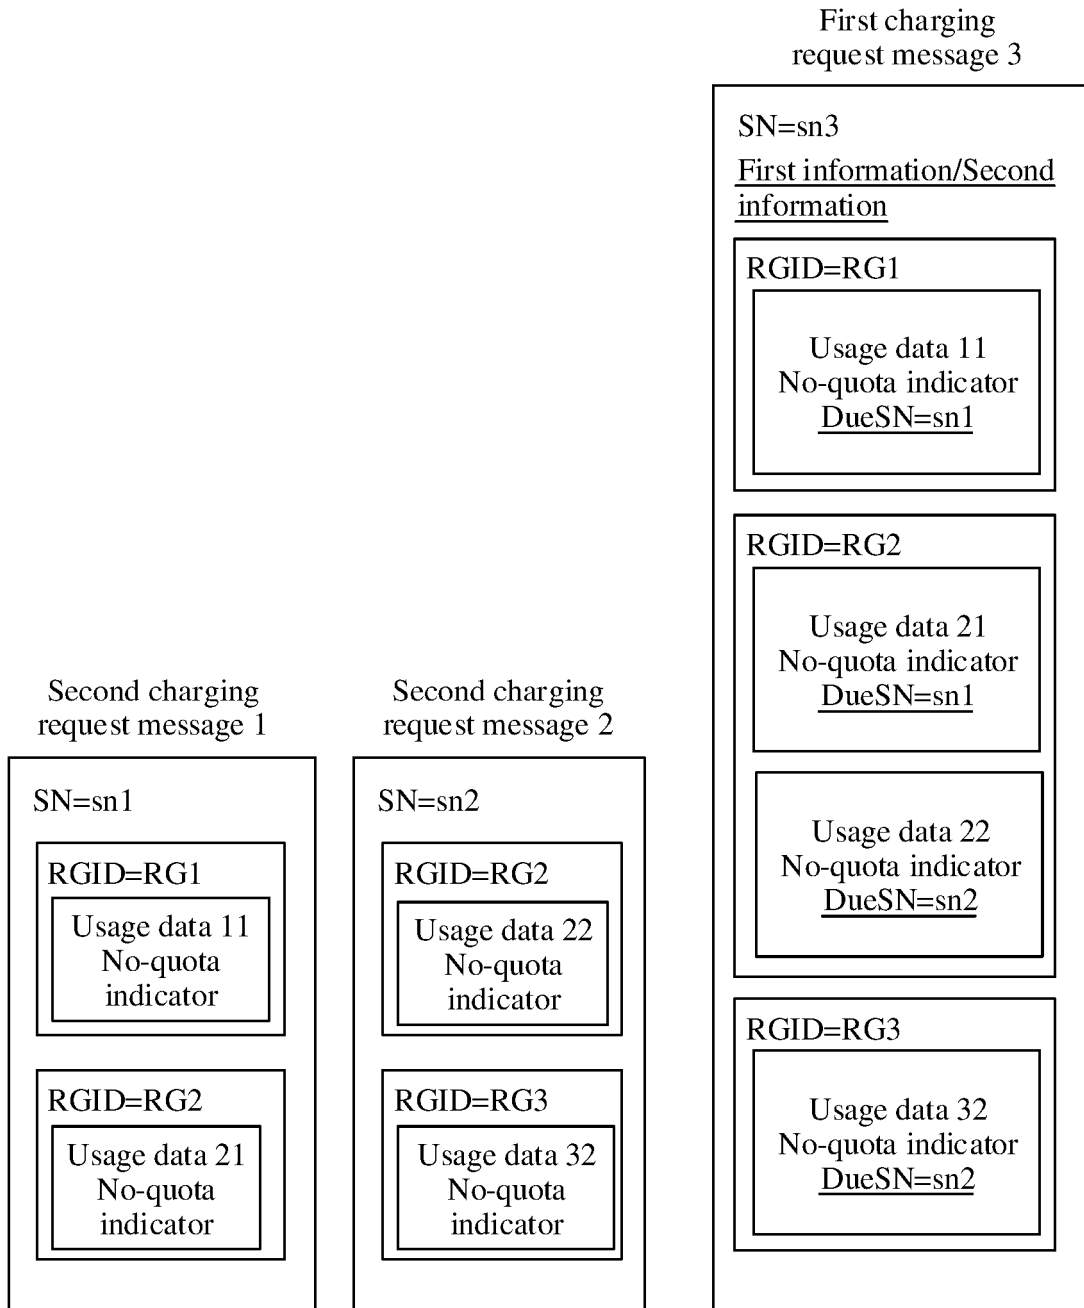 First charging
request message 3
SN=sn3
First information/Second
information
RGID=RG1
Usage data 11
No-quota indicator
DueSN=sn1
RGID=RG2
Usage data 21
No-quota indicator
DueSN=sn1
Usage data 22
No-quota indicator
DueSN=sn2
RGID=RG3
Usage data 32
No-quota indicator
DueSN=sn2
Second charging
request message 1
SN=sn1
RGID=RG1
Usage data 11
No-quota
indicator
RGID=RG2
Usage data 21
No-quota
indicator
Second charging
request message 2
SN=sn2
RGID=RG2
Usage data 22
No-quota
indicator
RGID=RG3
Usage data 32
No-quota
indicator